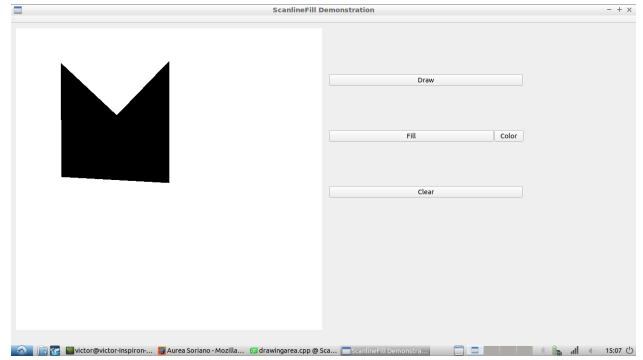 ScanlineFill Demonstration
Draw
Fill
Color
Clear
victor@victor-inspiron-... Aurea Soriano - Mozilla... drawingarea.cpp @ Sca... ScanlineFill Demonstra... 15:07